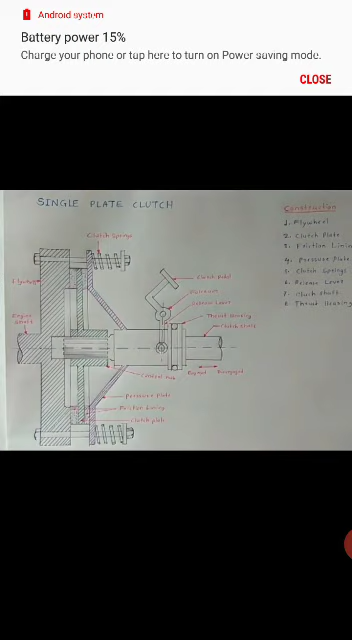 Android system
Battery power 15%
Charge your phone or tap here to turn on Power saving mode.
CLOSE
SINGLE PLATE CLUTCH
Construction
1. Flywheel
2. Clutch Plate
3. Friction Lining
4. Pressure Plate
5. Clutch Springs
6. Release Lever
7. Clutch Shaft
8. Thrust Bearing
Clutch Springs
Flywheel
Engine
Shaft
Clutch Pedal
Fulcrum
Release Lever
Thrust Bearing
Clutch Shaft
Engaged
Disengaged
Pressure Plate
Friction Lining
Clutch plate